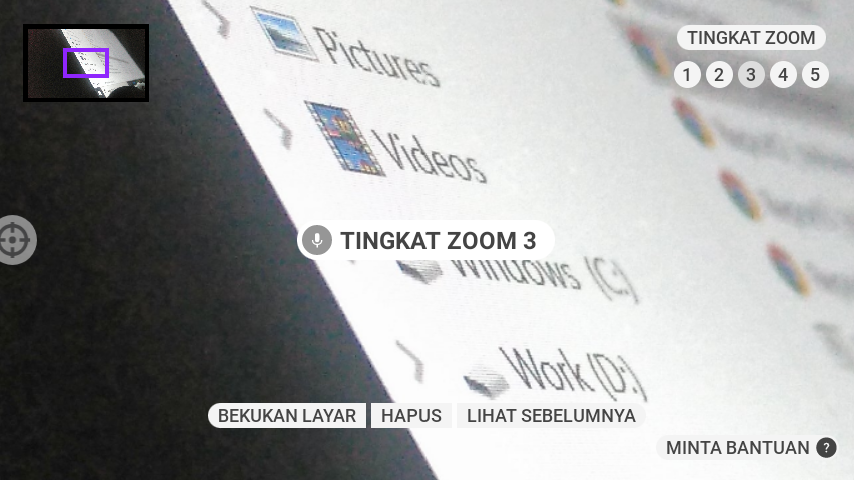 Pictures
TINGKAT ZOOM
1 2 3 4 5
Videos
TINGKAT ZOOM 3
Windows (C:)
Work (D:)
BEKUKAN LAYAR HAPUS LIHAT SEBELUMNYA
MINTA BANTUAN ?